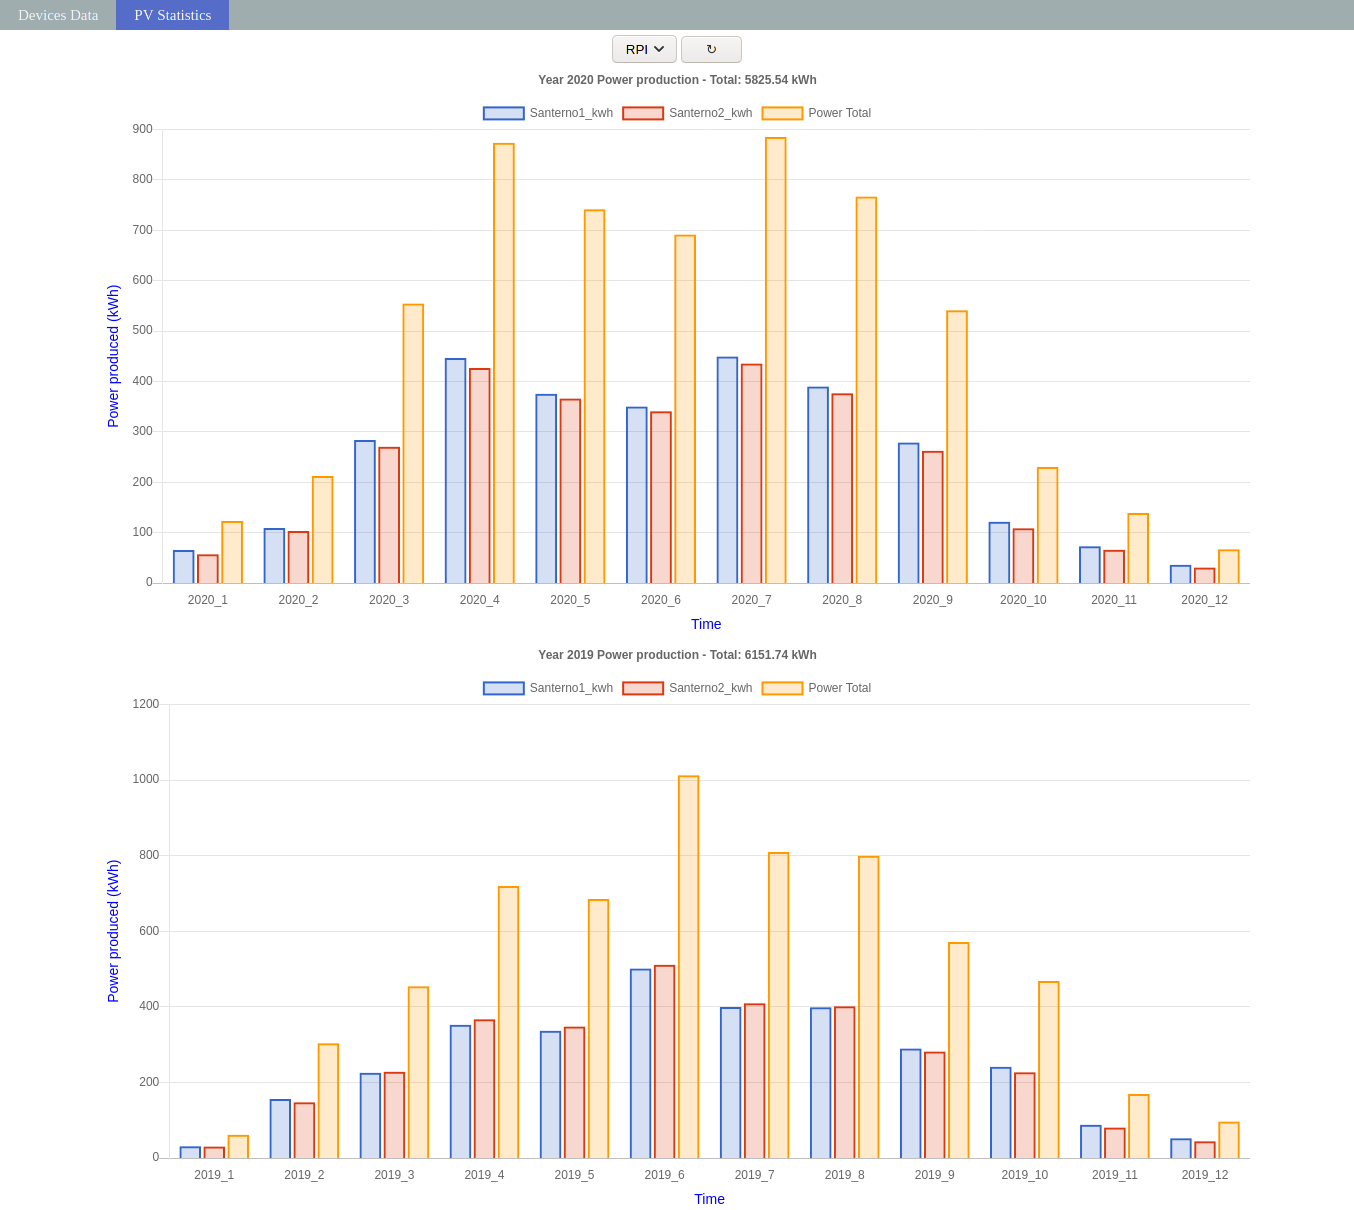 Devices Data PV Statistics
RPI ↻
Year 2020 Power production - Total: 5825.54 kWh
Santerno1_kwh Santerno2_kwh Power Total
900
800
700
600
500
400
300
200
100
0
Power produced (kWh)
2020_1 2020_2 2020_3 2020_4 2020_5 2020_6 2020_7 2020_8 2020_9 2020_10 2020_11 2020_12
Time
Year 2019 Power production - Total: 6151.74 kWh
Santerno1_kwh Santerno2_kwh Power Total
1200
1000
800
600
400
200
0
Power produced (kWh)
2019_1 2019_2 2019_3 2019_4 2019_5 2019_6 2019_7 2019_8 2019_9 2019_10 2019_11 2019_12
Time